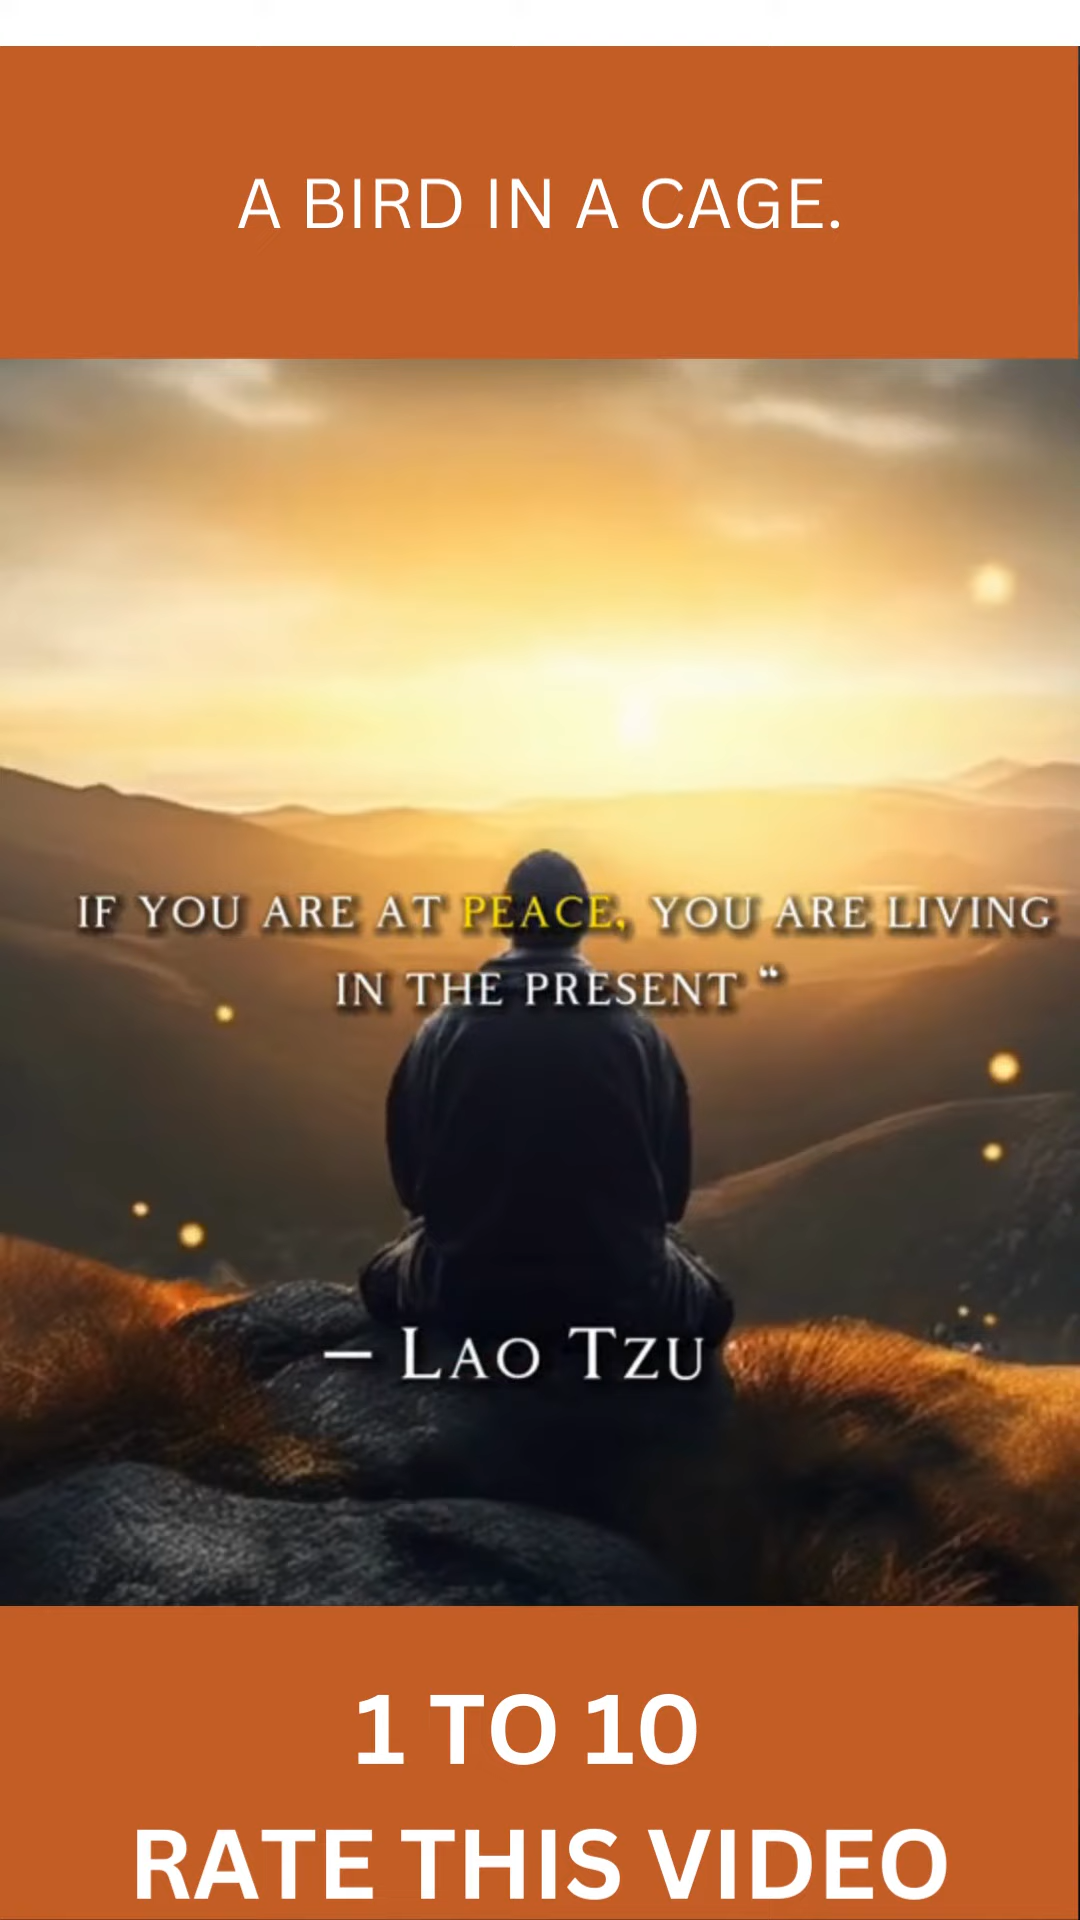 A BIRD IN A CAGE.
IF YOU ARE AT PEACE, YOU ARE LIVING
IN THE PRESENT “
– LAO TZU
1 TO 10
RATE THIS VIDEO